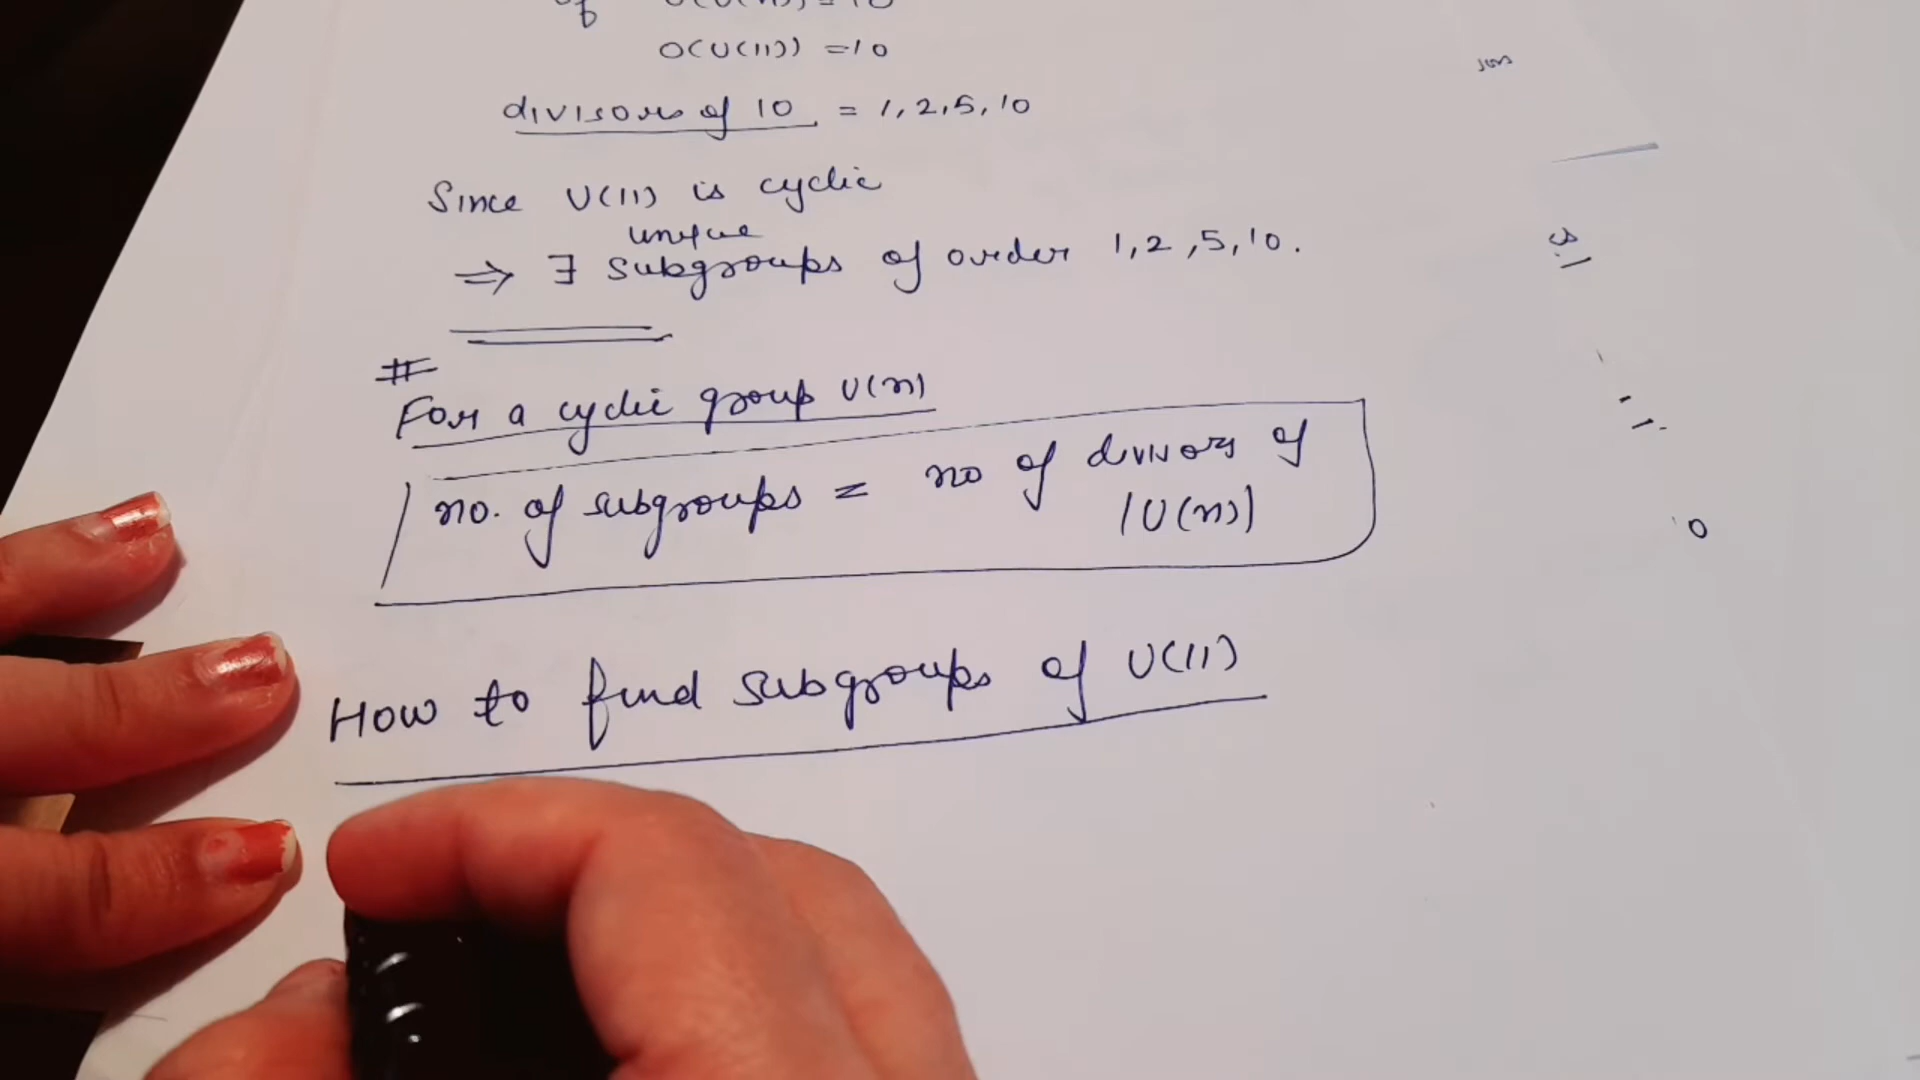 of
O(U(11)) = 10
divisors of 10 = 1, 2, 5, 10
Since U(11) is cyclic
unique
⇒ ∃ subgroups of order 1, 2, 5, 10.
#
For a cyclic group U(n)
no. of subgroups = no of divisors of
|U(n)|
How to find subgroups of U(11)